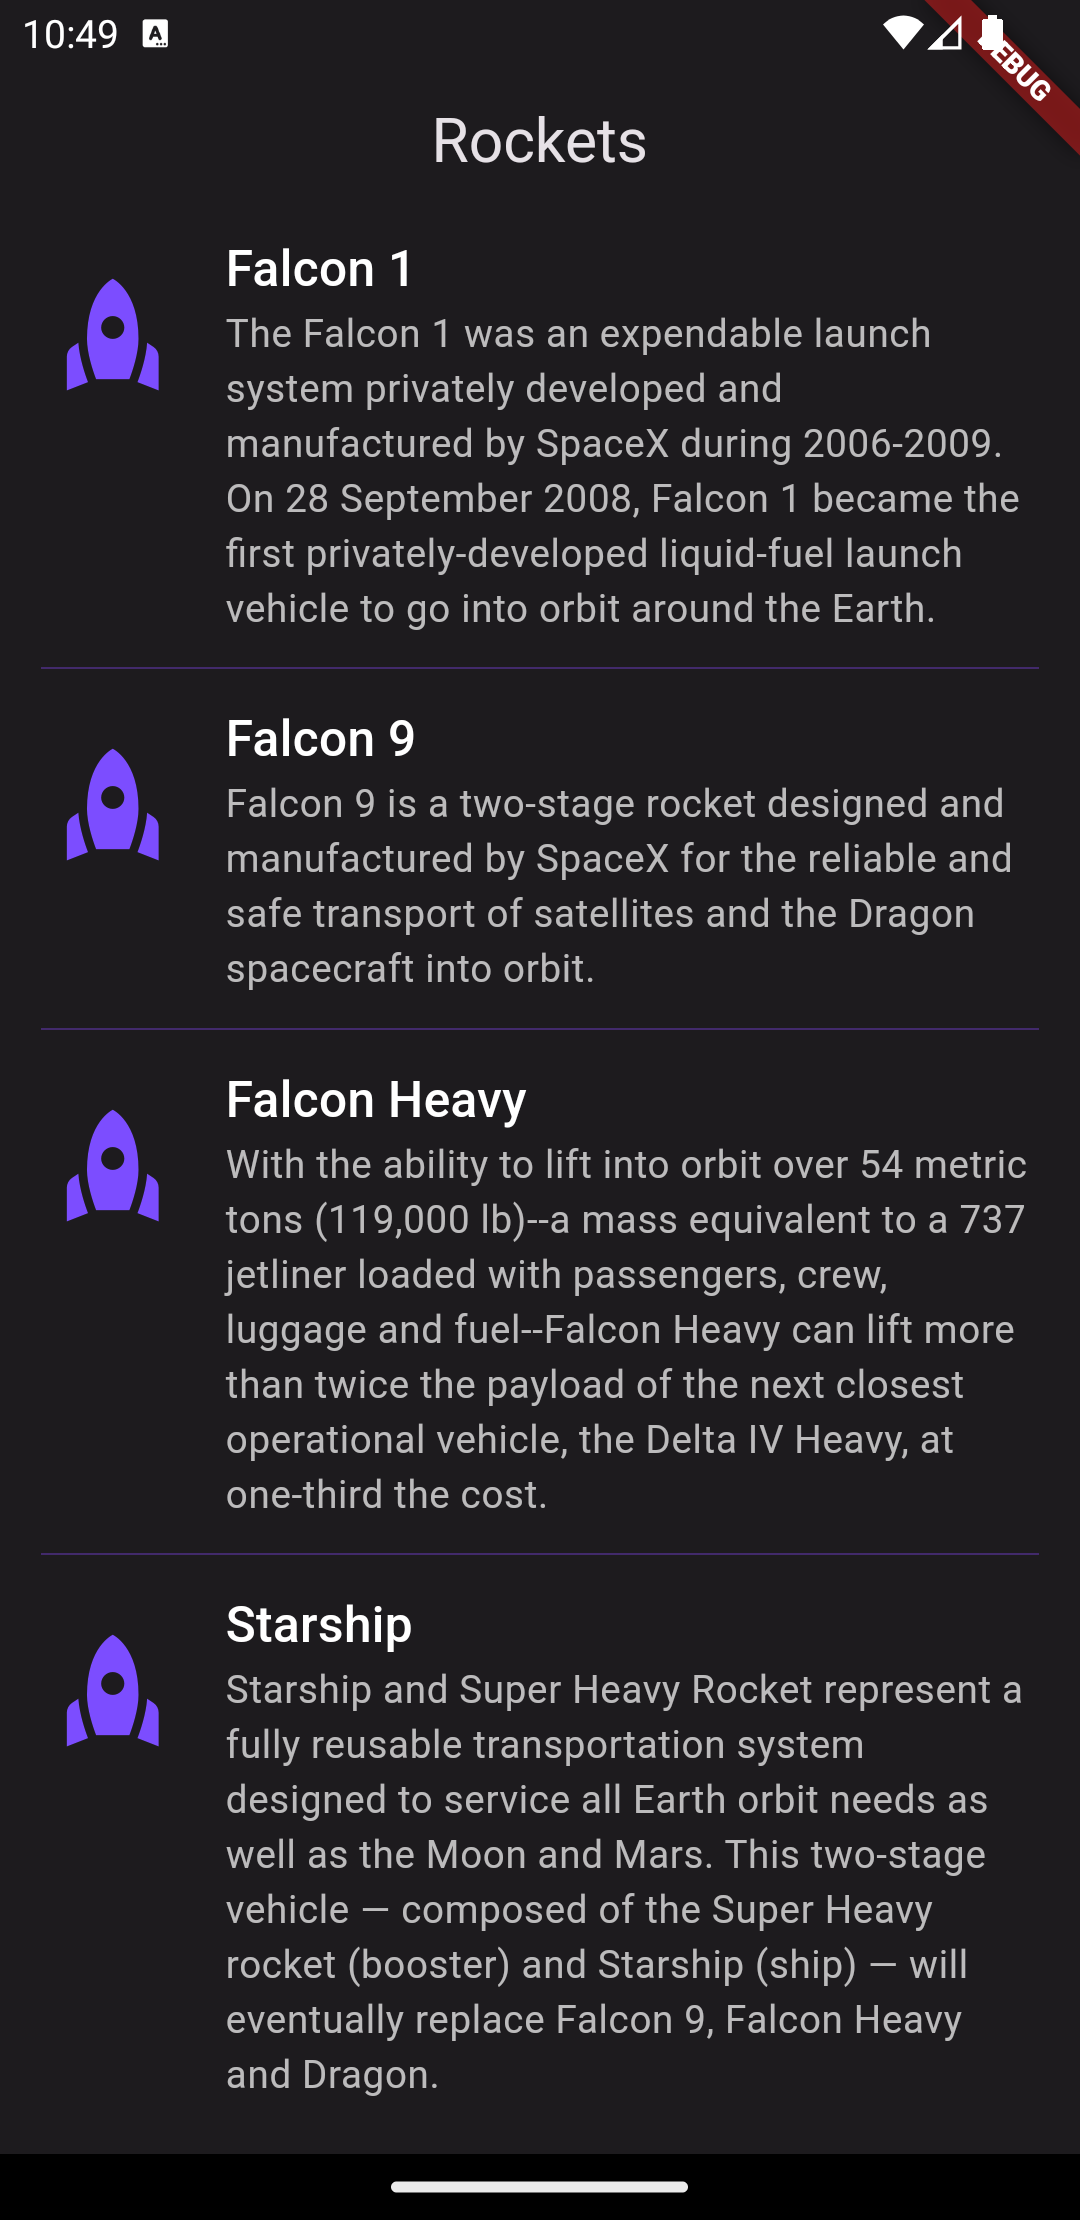 10:49
A
EBUG
Rockets
Falcon 1
The Falcon 1 was an expendable launch
system privately developed and
manufactured by SpaceX during 2006-2009.
On 28 September 2008, Falcon 1 became the
first privately-developed liquid-fuel launch
vehicle to go into orbit around the Earth.
Falcon 9
Falcon 9 is a two-stage rocket designed and
manufactured by SpaceX for the reliable and
safe transport of satellites and the Dragon
spacecraft into orbit.
Falcon Heavy
With the ability to lift into orbit over 54 metric
tons (119,000 lb)--a mass equivalent to a 737
jetliner loaded with passengers, crew,
luggage and fuel--Falcon Heavy can lift more
than twice the payload of the next closest
operational vehicle, the Delta IV Heavy, at
one-third the cost.
Starship
Starship and Super Heavy Rocket represent a
fully reusable transportation system
designed to service all Earth orbit needs as
well as the Moon and Mars. This two-stage
vehicle — composed of the Super Heavy
rocket (booster) and Starship (ship) — will
eventually replace Falcon 9, Falcon Heavy
and Dragon.